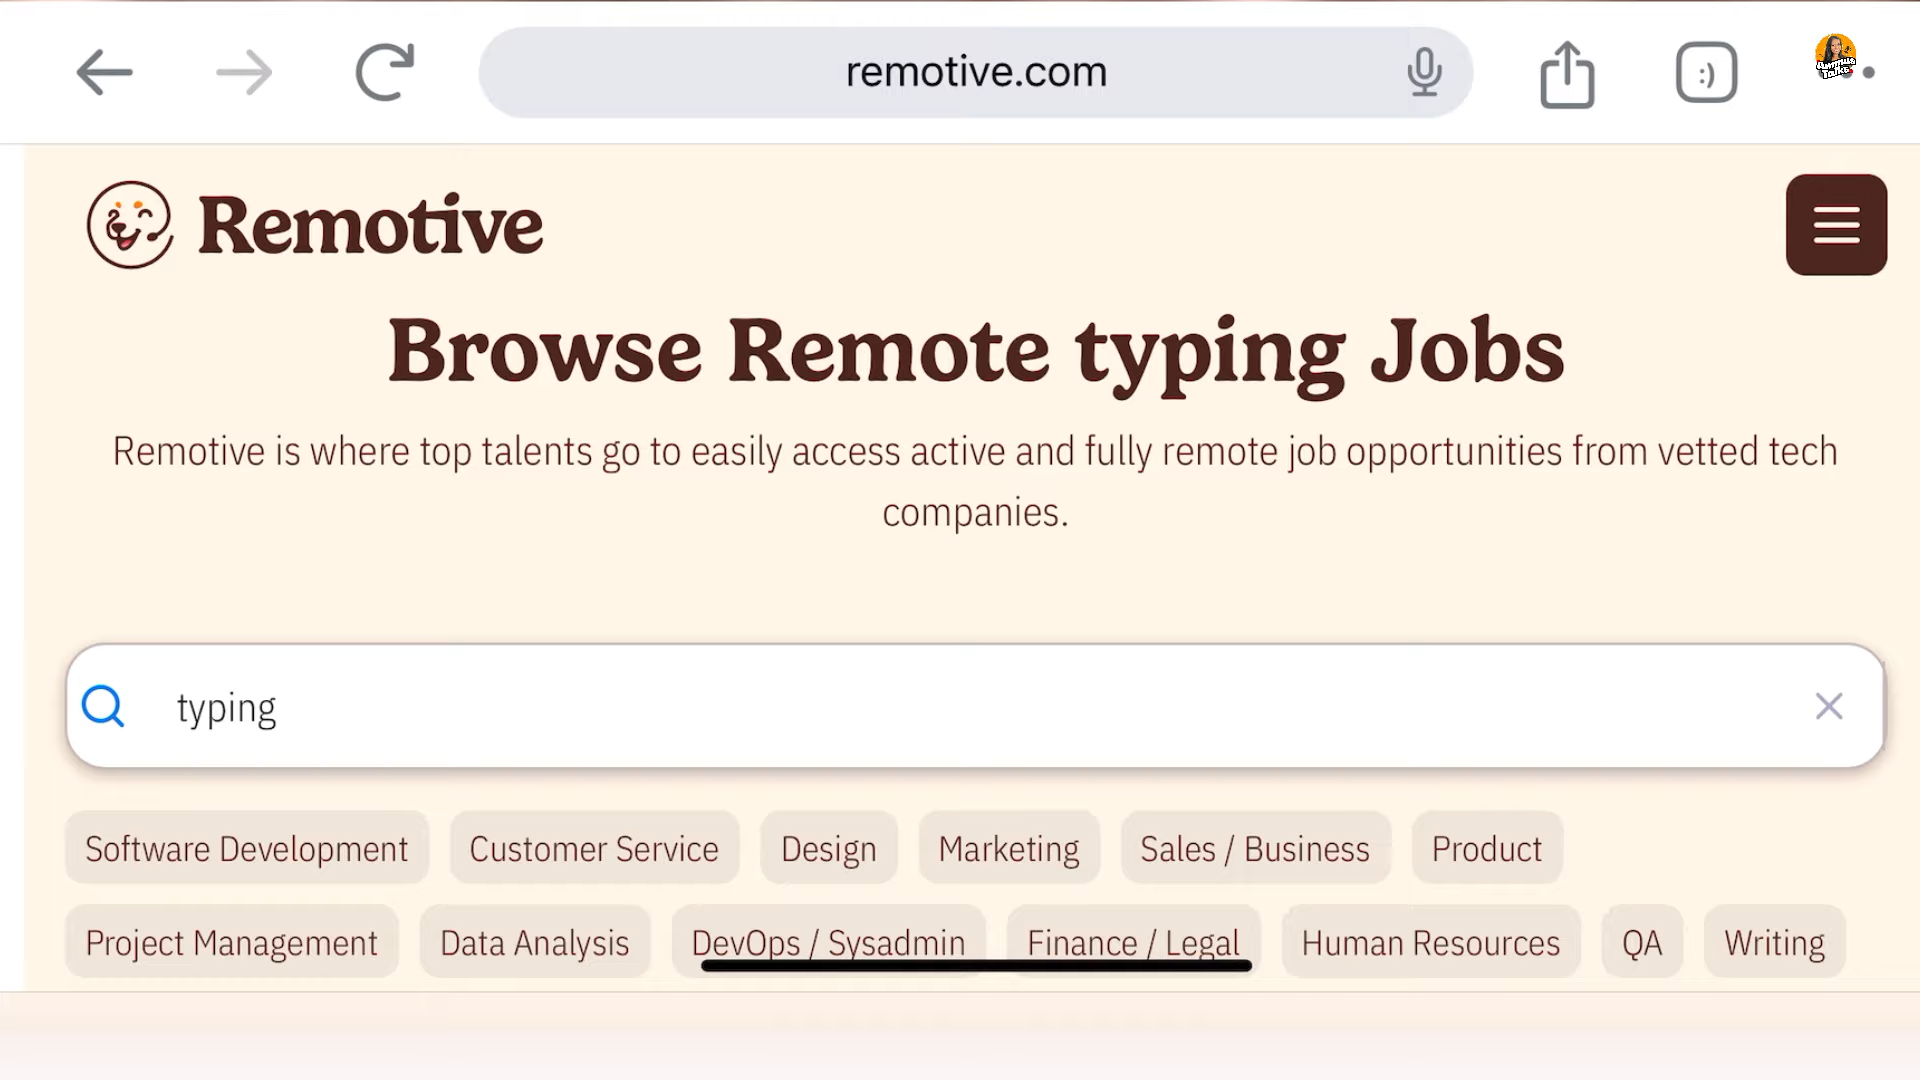 remotive.com
:)
Remotive
Browse Remote typing Jobs
Remotive is where top talents go to easily access active and fully remote job opportunities from vetted tech
companies.
typing
Software Development Customer Service Design Marketing Sales / Business Product
Project Management Data Analysis DevOps / Sysadmin Finance / Legal Human Resources QA Writing